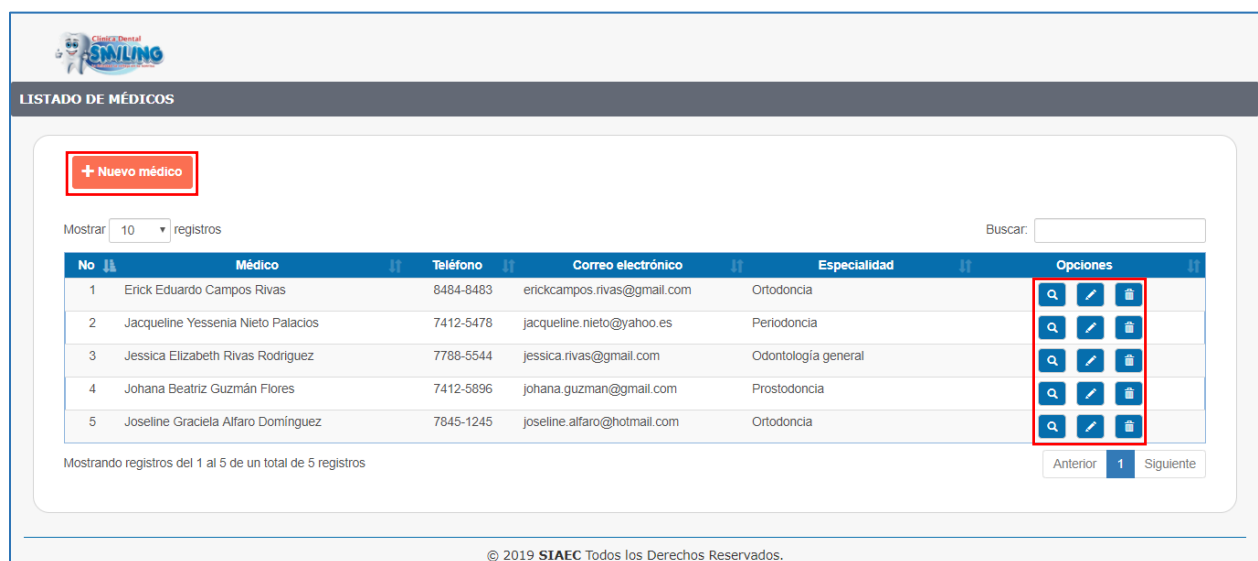 Clínica Dental
SMILING
LISTADO DE MÉDICOS
+ Nuevo médico
Mostrar 10 registros Buscar:
No Médico Teléfono Correo electrónico Especialidad Opciones
1 Erick Eduardo Campos Rivas 8484-8483 erickcampos.rivas@gmail.com Ortodoncia
2 Jacqueline Yessenia Nieto Palacios 7412-5478 jacqueline.nieto@yahoo.es Periodoncia
3 Jessica Elizabeth Rivas Rodriguez 7788-5544 jessica.rivas@gmail.com Odontología general
4 Johana Beatriz Guzmán Flores 7412-5896 johana.guzman@gmail.com Prostodoncia
5 Joseline Graciela Alfaro Domínguez 7845-1245 joseline.alfaro@hotmail.com Ortodoncia
Mostrando registros del 1 al 5 de un total de 5 registros Anterior 1 Siguiente
© 2019 SIAEC Todos los Derechos Reservados.